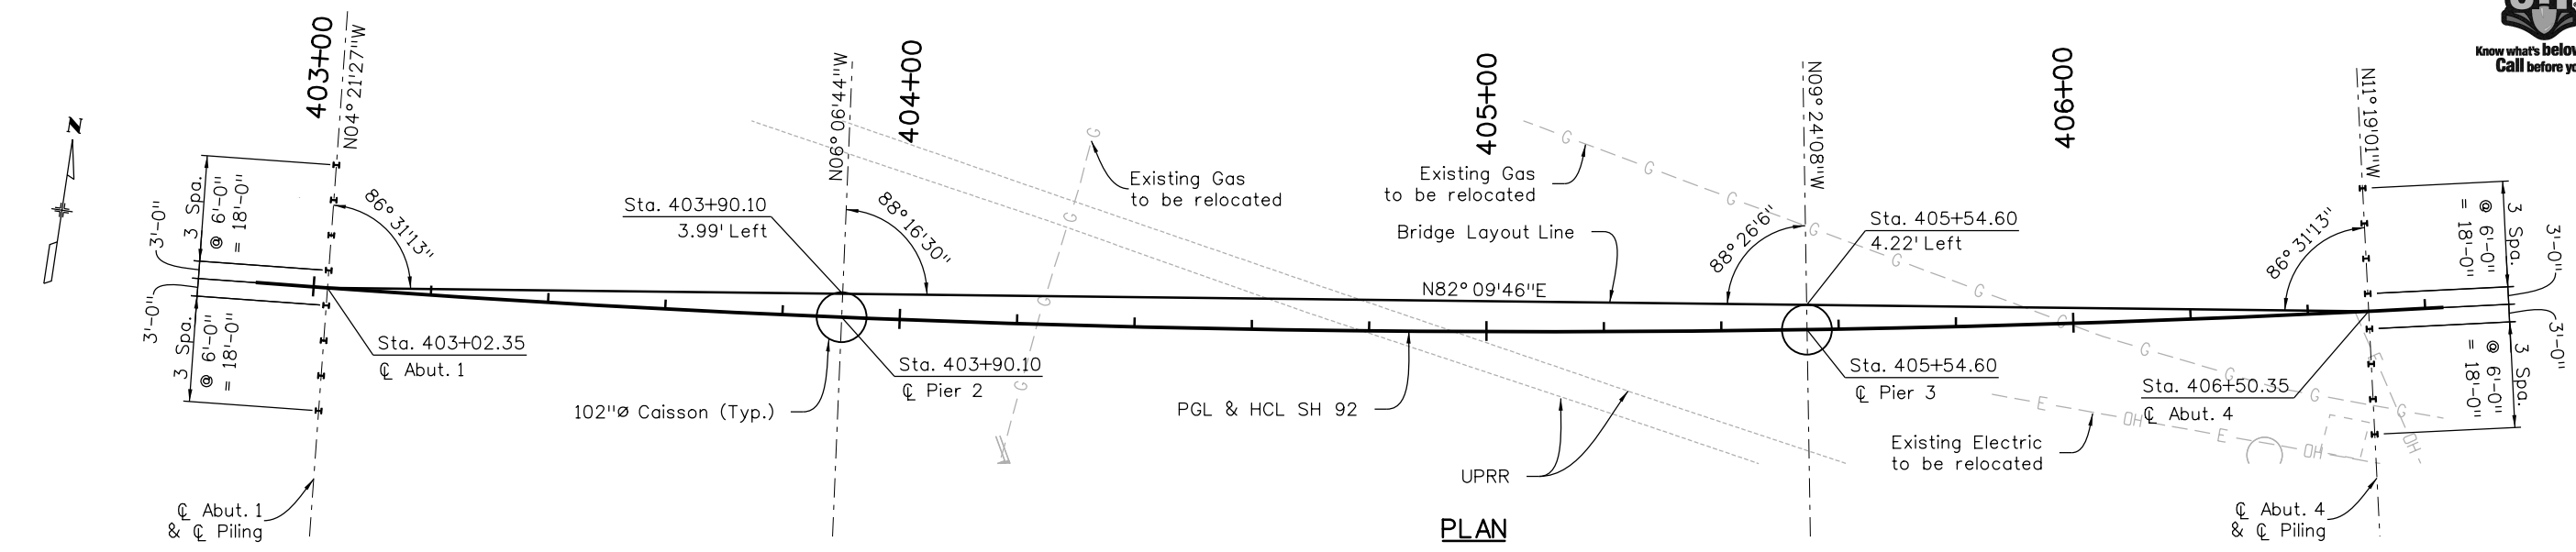 Know what's below
Call before yo
403+00
N04°21'27"W
404+00
N06°06'44"W
405+00
N09°24'08"W
406+00
N11°19'01"W
N
3 Spa.
@ 6'-0"
= 18'-0"
3'-0"
3'-0"
3 Spa.
@ 6'-0"
= 18'-0"
86°31'13"
Sta. 403+90.10
3.99' Left
88°16'30"
G
Existing Gas
to be relocated
G
G
G
Existing Gas
to be relocated
G
G
G
G
G
G
G
G
G
G
Bridge Layout Line
88°26'6"
Sta. 405+54.60
4.22' Left
86°31'13"
3 Spa.
@ 6'-0"
= 18'-0"
3'-0"
3'-0"
3 Spa.
@ 6'-0"
= 18'-0"
N82°09'46"E
Sta. 403+02.35
℄ Abut. 1
Sta. 403+90.10
℄ Pier 2
102"Ø Caisson (Typ.)
PGL & HCL SH 92
Sta. 405+54.60
℄ Pier 3
Sta. 406+50.35
℄ Abut. 4
E
OH
E
OH
E
OH
Existing Electric
to be relocated
UPRR
℄ Abut. 1
& ℄ Piling
℄ Abut. 4
& ℄ Piling
PLAN